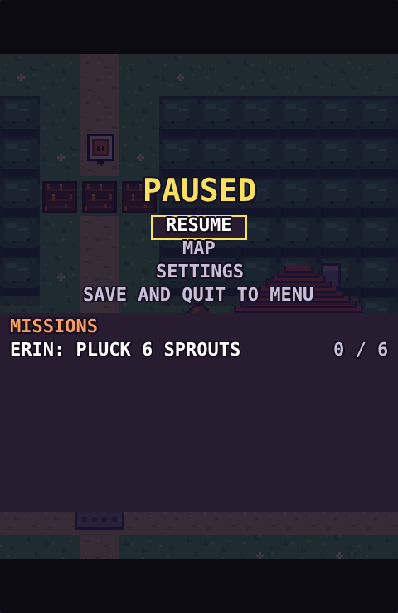 PAUSED
RESUME
MAP
SETTINGS
SAVE AND QUIT TO MENU
MISSIONS
ERIN: PLUCK 6 SPROUTS 0 / 6